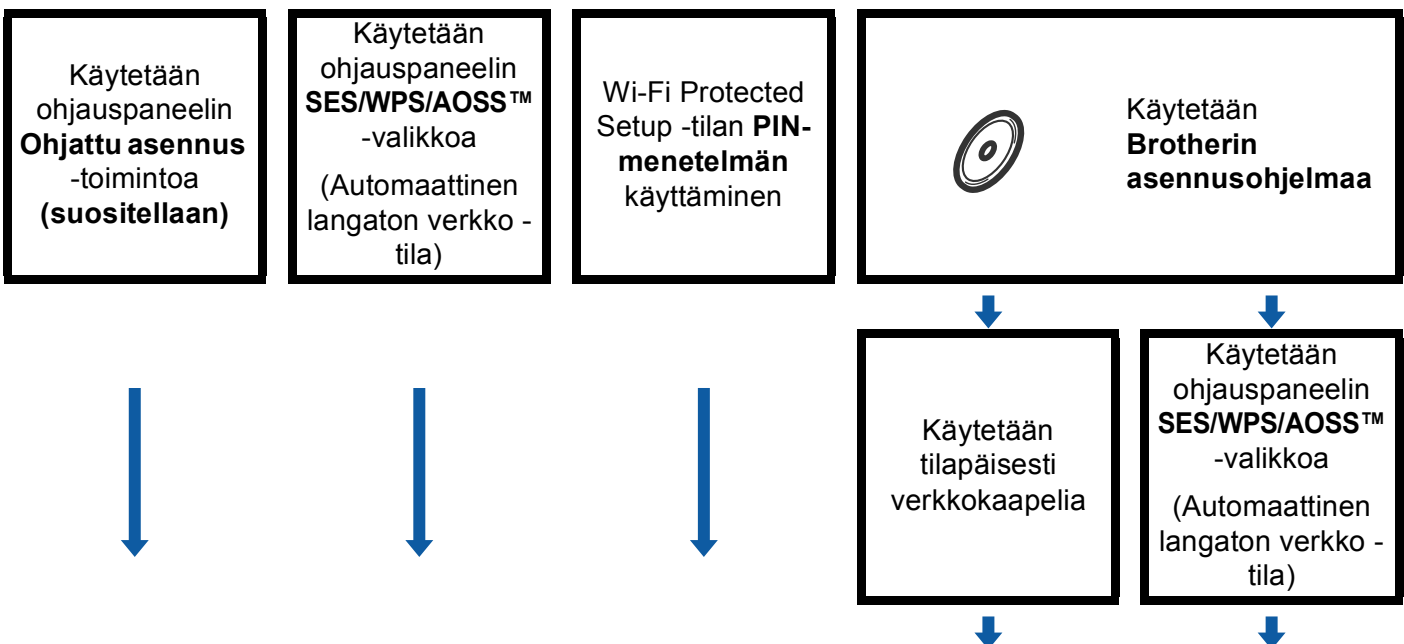 Käytetään
ohjauspaneelin
Ohjattu asennus
-toimintoa
(suositellaan)
Käytetään
ohjauspaneelin
SES/WPS/AOSS™
-valikkoa
(Automaattinen
langaton verkko -
tila)
Wi-Fi Protected
Setup -tilan PIN-
menetelmän
käyttäminen
Käytetään
Brotherin
asennusohjelmaa
Käytetään
tilapäisesti
verkkokaapelia
Käytetään
ohjauspaneelin
SES/WPS/AOSS™
-valikkoa
(Automaattinen
langaton verkko -
tila)